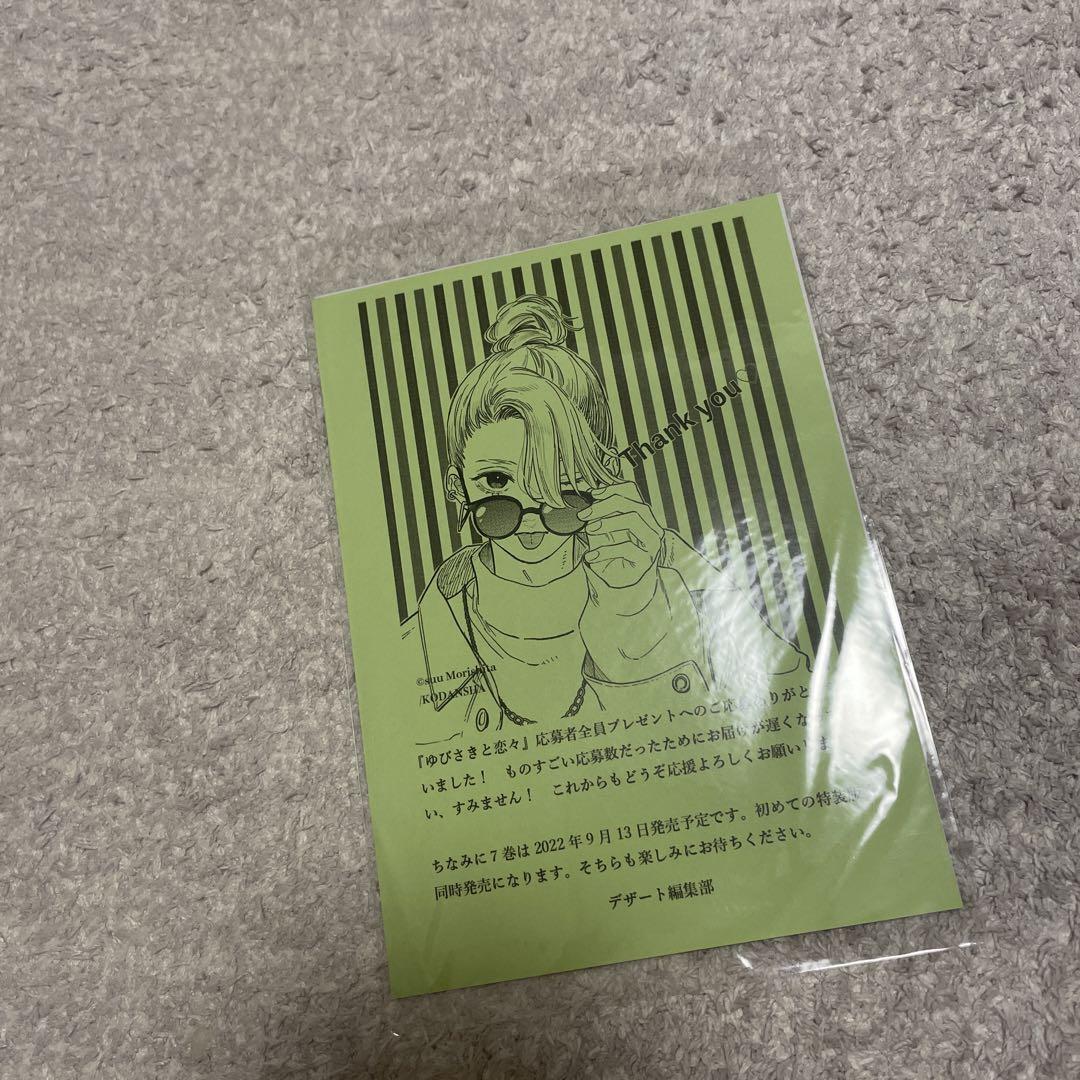 Thank you♡
©suu Morishita
/KODANSHA
『ゆびさきと恋々』応募者全員プレゼントへのご応募ありがと
いました！ ものすごい応募数だったためにお届けが遅くな
い、すみません！ これからもどうぞ応援よろしくお願いしま
ちなみに7巻は2022年9月13日発売予定です。初めての特装版
同時発売になります。そちらも楽しみにお待ちください。
デザート編集部